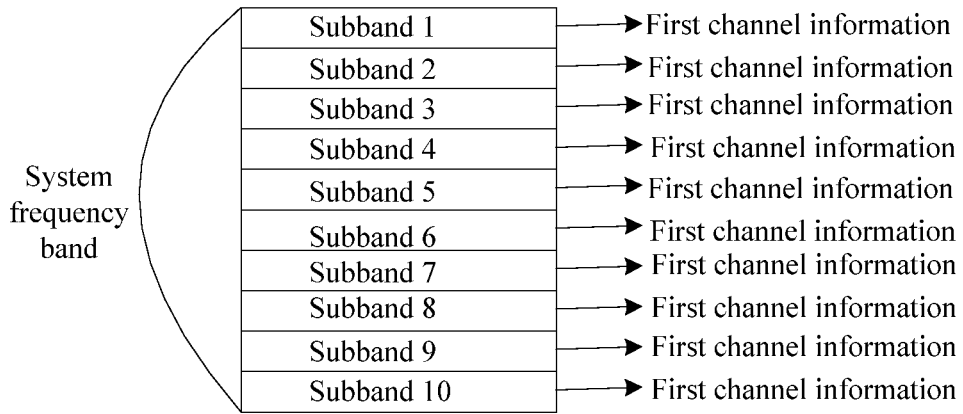 Subband 1 First channel information
Subband 2 First channel information
Subband 3 First channel information
Subband 4 First channel information
Subband 5 First channel information
Subband 6 First channel information
Subband 7 First channel information
Subband 8 First channel information
Subband 9 First channel information
Subband 10 First channel information
System
frequency
band